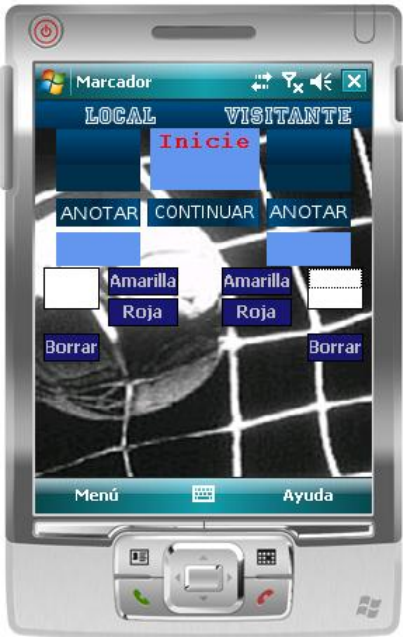 Marcador
LOCAL VISITANTE
Inicie
ANOTAR CONTINUAR ANOTAR
Amarilla Amarilla
Roja Roja
Borrar Borrar
Menú Ayuda